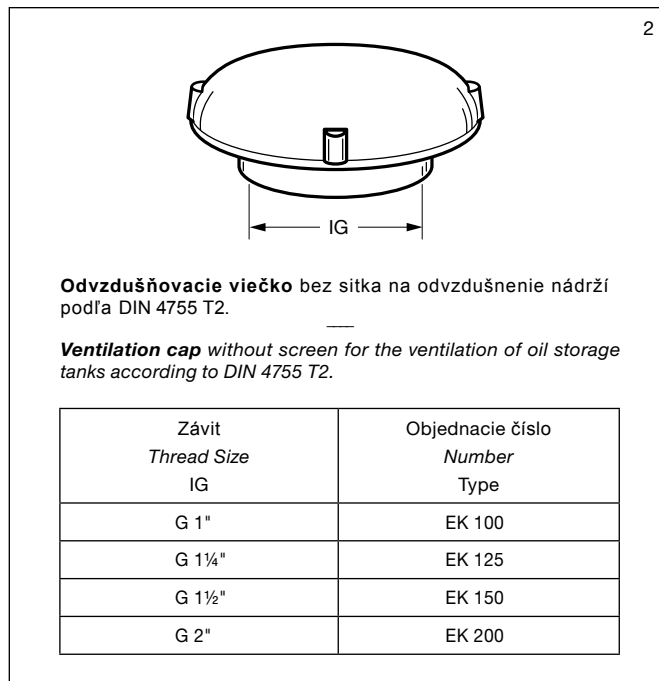 2
IG
Odvzdušňovacie viečko bez sitka na odvzdušnenie nádrží
podľa DIN 4755 T2.
Ventilation cap without screen for the ventilation of oil storage
tanks according to DIN 4755 T2.
Závit
Thread Size
IG
Objednacie číslo
Number
Type
G 1"
EK 100
G 1¼"
EK 125
G 1½"
EK 150
G 2"
EK 200